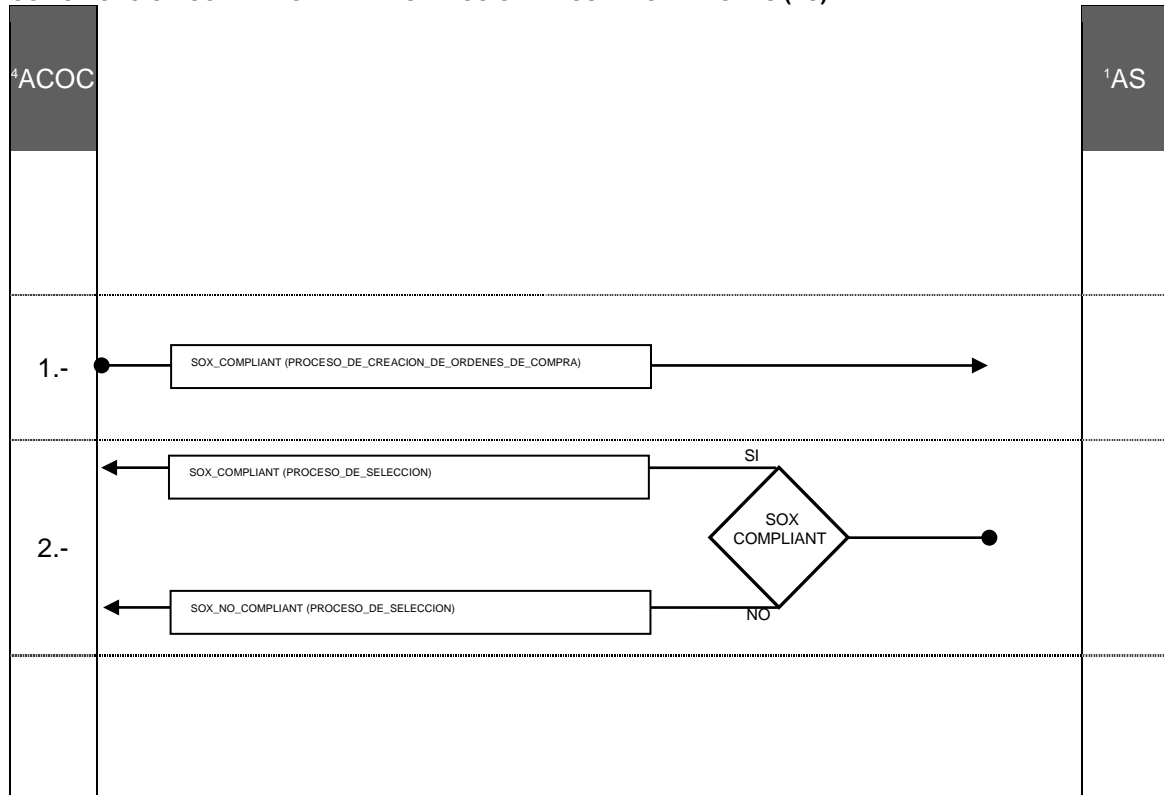 ⁴ACOC
¹AS
1.-
SOX_COMPLIANT (PROCESO_DE_CREACION_DE_ORDENES_DE_COMPRA)
SI
SOX_COMPLIANT (PROCESO_DE_SELECCION)
SOX
COMPLIANT
2.-
SOX_NO_COMPLIANT (PROCESO_DE_SELECCION)
NO